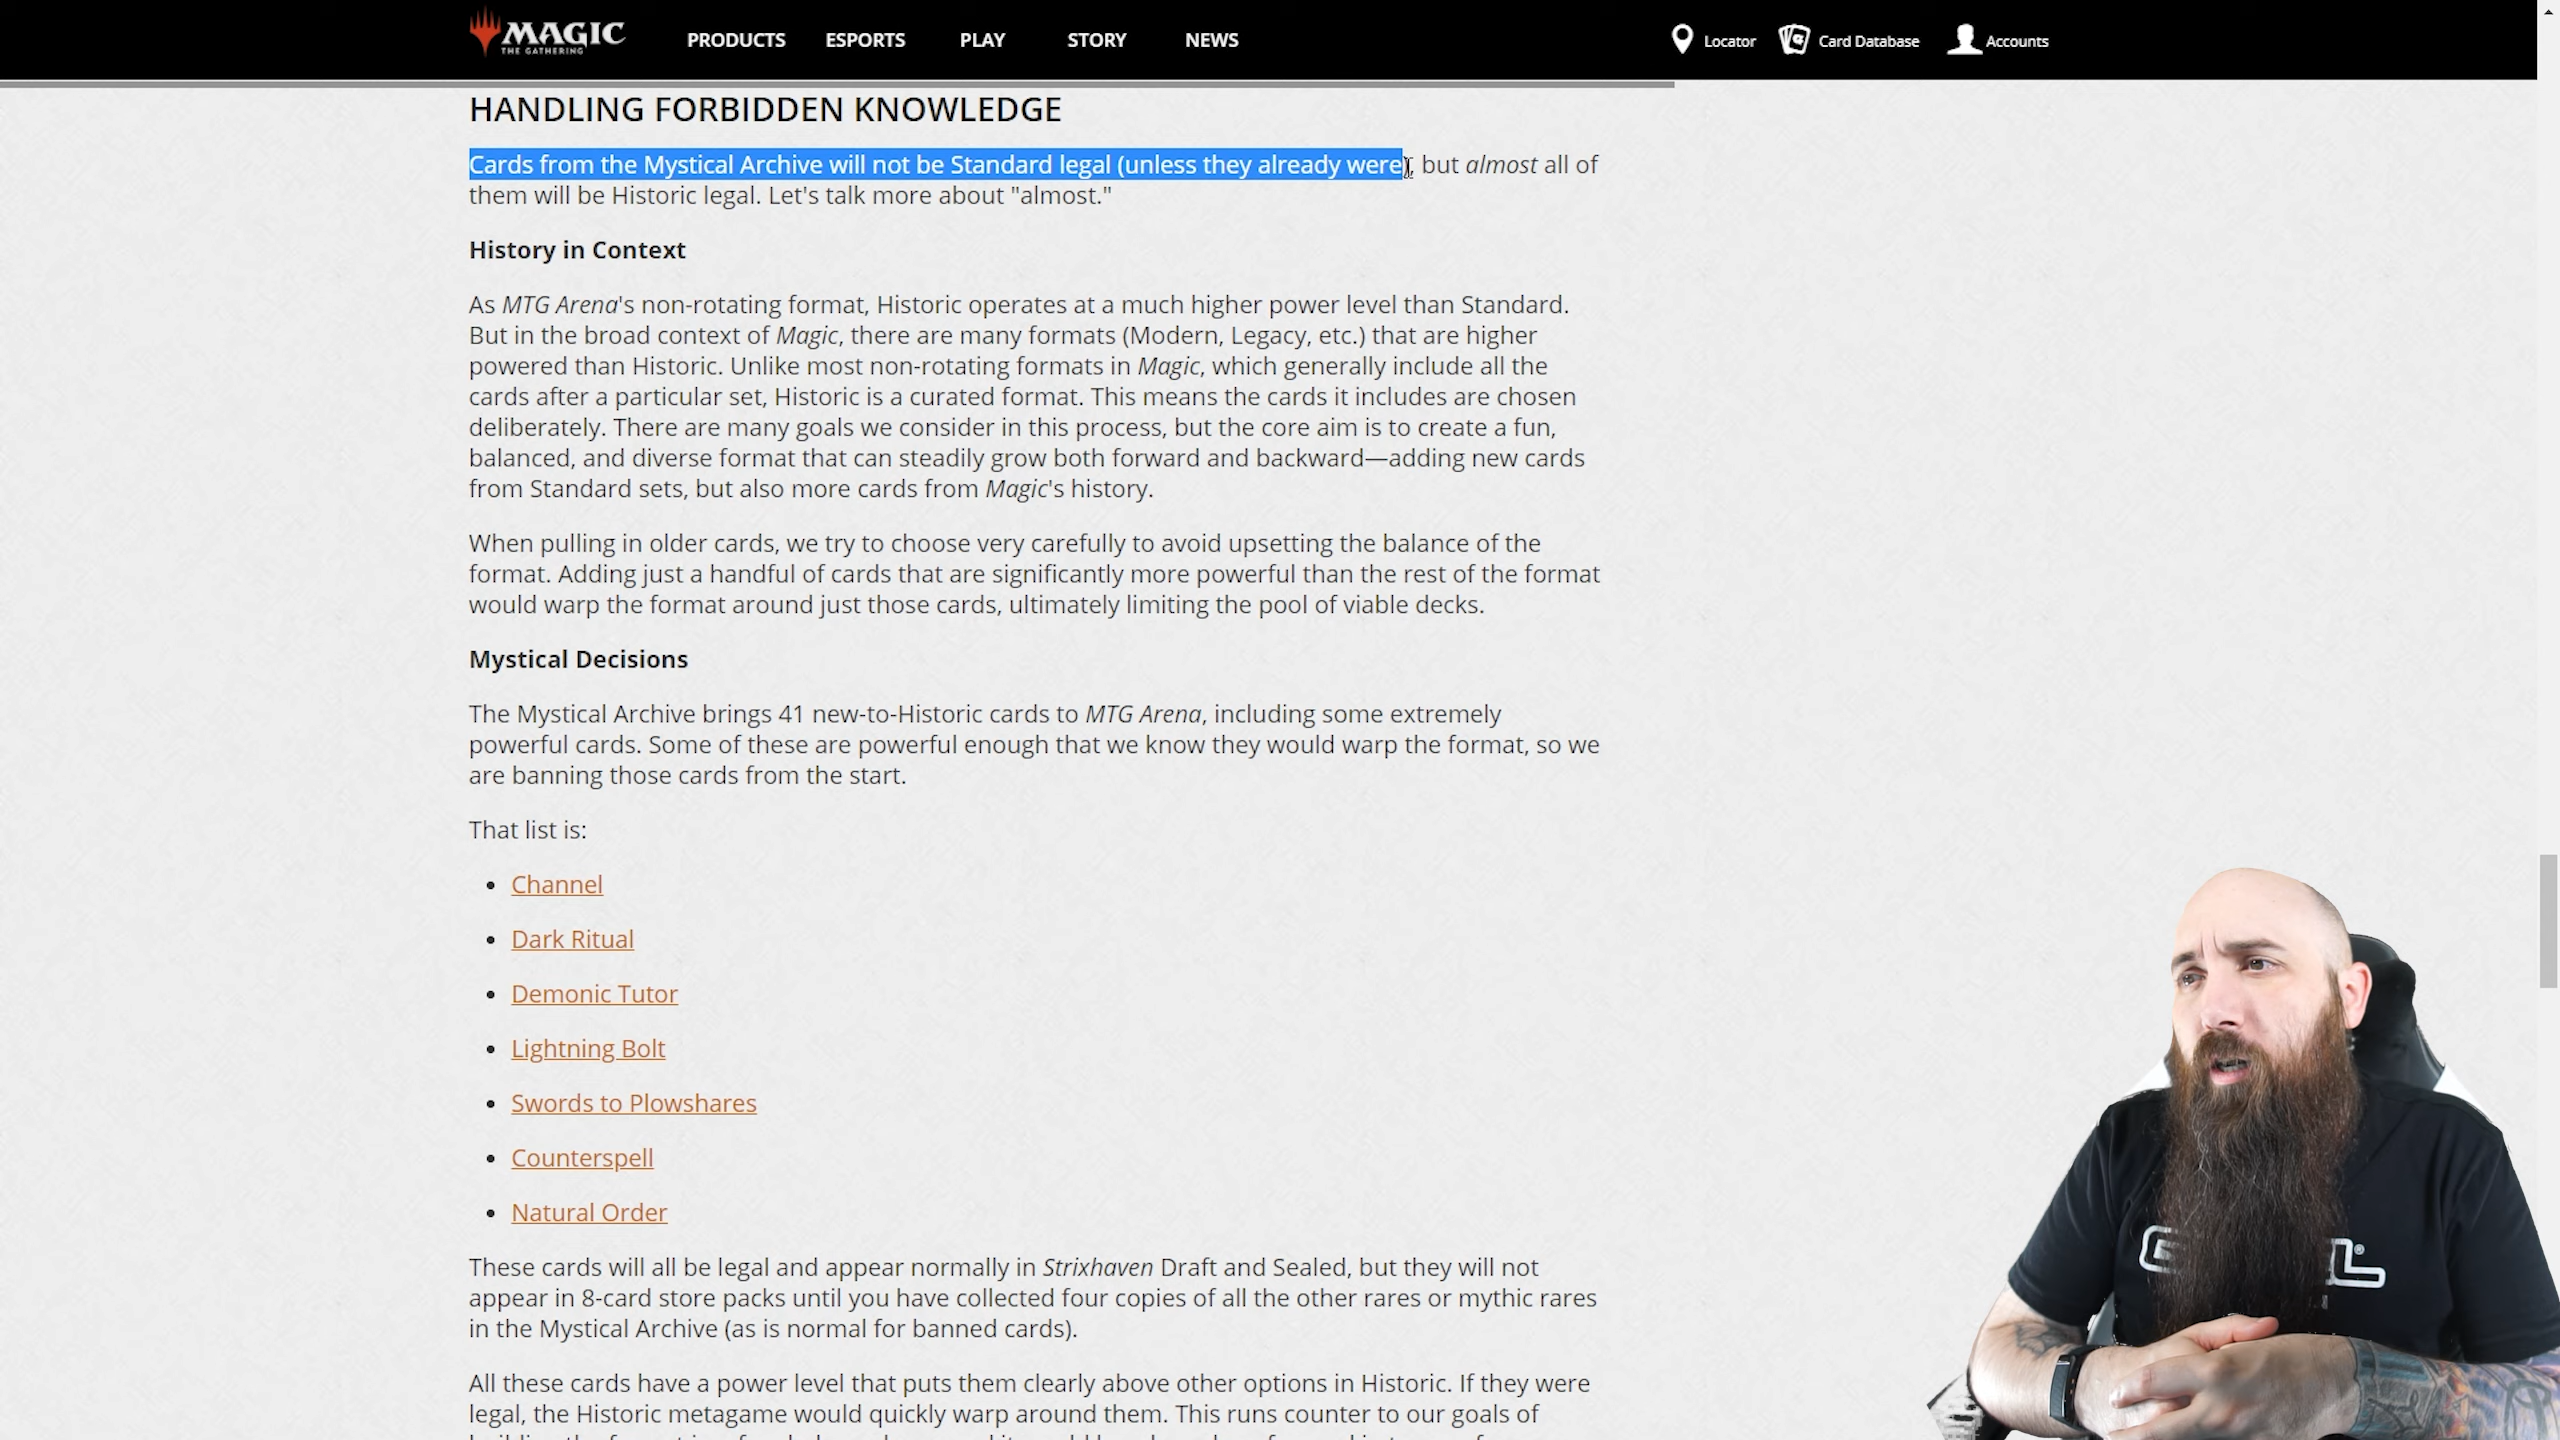 MAGIC
THE GATHERING
PRODUCTS ESPORTS PLAY STORY NEWS Locator Card Database Accounts
HANDLING FORBIDDEN KNOWLEDGE
Cards from the Mystical Archive will not be Standard legal (unless they already were), but almost all of
them will be Historic legal. Let's talk more about "almost."
History in Context
As MTG Arena's non-rotating format, Historic operates at a much higher power level than Standard.
But in the broad context of Magic, there are many formats (Modern, Legacy, etc.) that are higher
powered than Historic. Unlike most non-rotating formats in Magic, which generally include all the
cards after a particular set, Historic is a curated format. This means the cards it includes are chosen
deliberately. There are many goals we consider in this process, but the core aim is to create a fun,
balanced, and diverse format that can steadily grow both forward and backward—adding new cards
from Standard sets, but also more cards from Magic's history.
When pulling in older cards, we try to choose very carefully to avoid upsetting the balance of the
format. Adding just a handful of cards that are significantly more powerful than the rest of the format
would warp the format around just those cards, ultimately limiting the pool of viable decks.
Mystical Decisions
The Mystical Archive brings 41 new-to-Historic cards to MTG Arena, including some extremely
powerful cards. Some of these are powerful enough that we know they would warp the format, so we
are banning those cards from the start.
That list is:
• Channel
• Dark Ritual
• Demonic Tutor
• Lightning Bolt
• Swords to Plowshares
• Counterspell
• Natural Order
These cards will all be legal and appear normally in Strixhaven Draft and Sealed, but they will not
appear in 8-card store packs until you have collected four copies of all the other rares or mythic rares
in the Mystical Archive (as is normal for banned cards).
All these cards have a power level that puts them clearly above other options in Historic. If they were
legal, the Historic metagame would quickly warp around them. This runs counter to our goals of